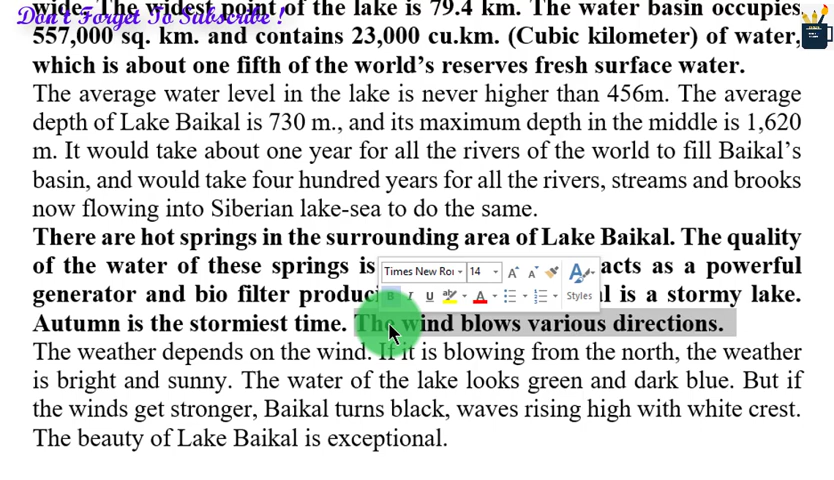 wide. The widest point of the lake is 79.4 km. The water basin occupies
Don't Forget To Subscribe !
557,000 sq. km. and contains 23,000 cu.km. (Cubic kilometer) of water,
which is about one fifth of the world's reserves fresh surface water.
The average water level in the lake is never higher than 456m. The average
depth of Lake Baikal is 730 m., and its maximum depth in the middle is 1,620
m. It would take about one year for all the rivers of the world to fill Baikal's
basin, and would take four hundred years for all the rivers, streams and brooks
now flowing into Siberian lake-sea to do the same.
There are hot springs in the surrounding area of Lake Baikal. The quality
of the water of these springs is acts as a powerful
Times New Ro 14 A A A
generator and bio filter is a stormy lake.
B I U ab A Styles
Autumn is the stormiest time. The wind blows various directions.
The weather depends on the wind. If it is blowing from the north, the weather
is bright and sunny. The water of the lake looks green and dark blue. But if
the winds get stronger, Baikal turns black, waves rising high with white crest.
The beauty of Lake Baikal is exceptional.